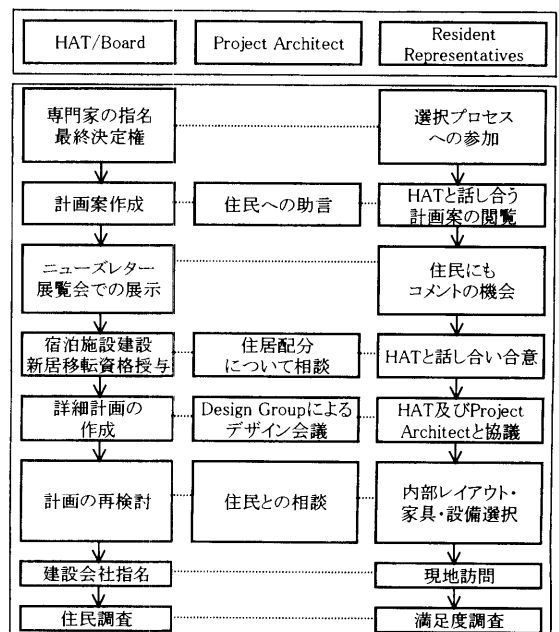 HAT/Board
Project Architect
Resident
Representatives
専門家の指名
最終決定権
選択プロセス
への参加
計画案作成
住民への助言
HATと話し合う
計画案の閲覧
ニューズレター
展覧会での展示
住民にも
コメントの機会
宿泊施設建設
新居移転資格授与
住居配分
について相談
HATと話し合い合意
詳細計画の
作成
Design Groupによる
デザイン会議
HAT及びProject
Architectと協議
計画の再検討
住民との相談
内部レイアウト・
家具・設備選択
建設会社指名
現地訪問
住民調査
満足度調査